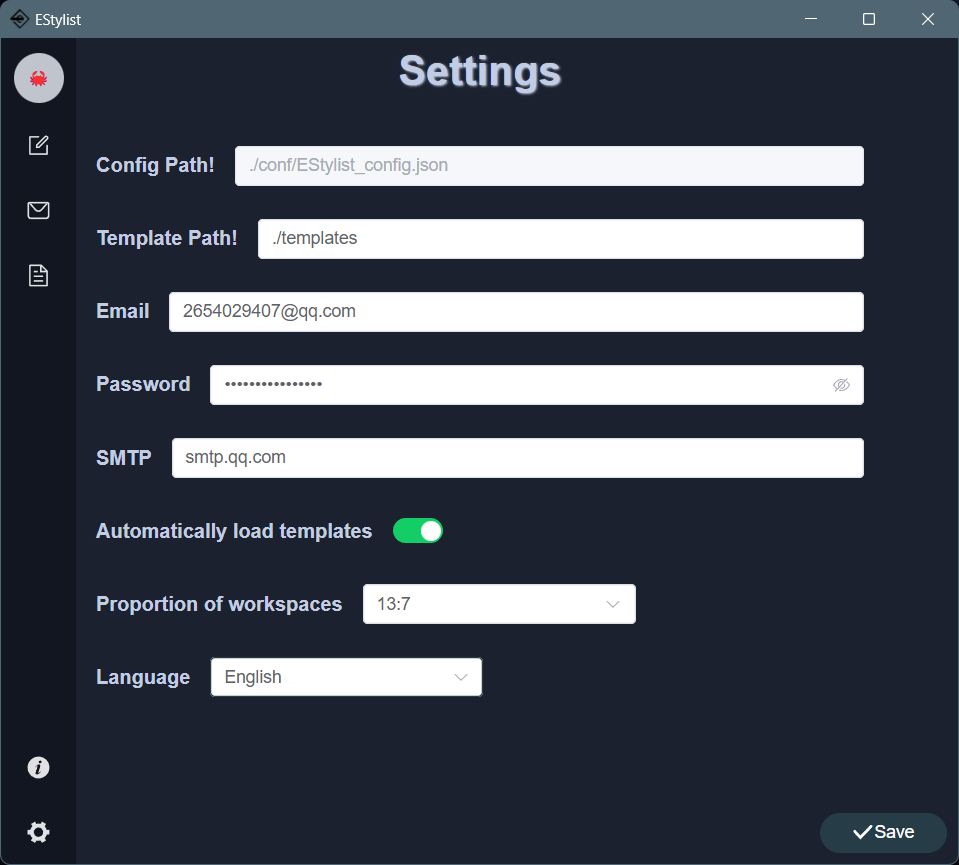 EStylist
Settings
Config Path! ./conf/EStylist_config.json
Template Path! ./templates
Email 2654029407@qq.com
Password ••••••••••••••••
SMTP smtp.qq.com
Automatically load templates
Proportion of workspaces 13:7
Language English
Save